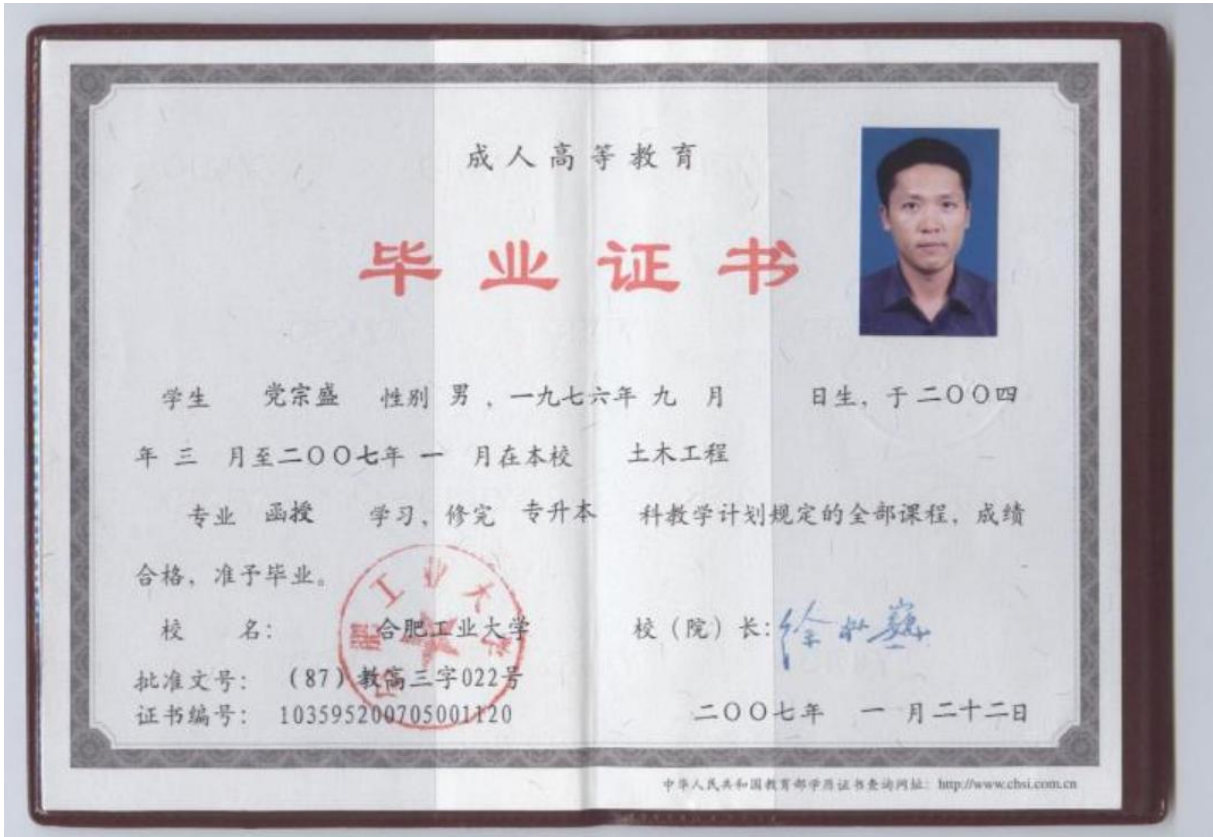 成人高等教育
毕业证书
学生 党宗盛 性别 男 , 一九七六年 九 月 日生, 于二〇〇四
年 三 月至二〇〇七年 一 月在本校 土木工程
专业 函授 学习, 修完 专升本 科教学计划规定的全部课程, 成绩
合格, 准予毕业。
校 名: 合肥工业大学 校(院)长:
批准文号: (87)教高三字022号
证书编号: 103595200705001120 二〇〇七年 一 月二十二日
中华人民共和国教育部学历证书查询网址: http://www.chsi.com.cn